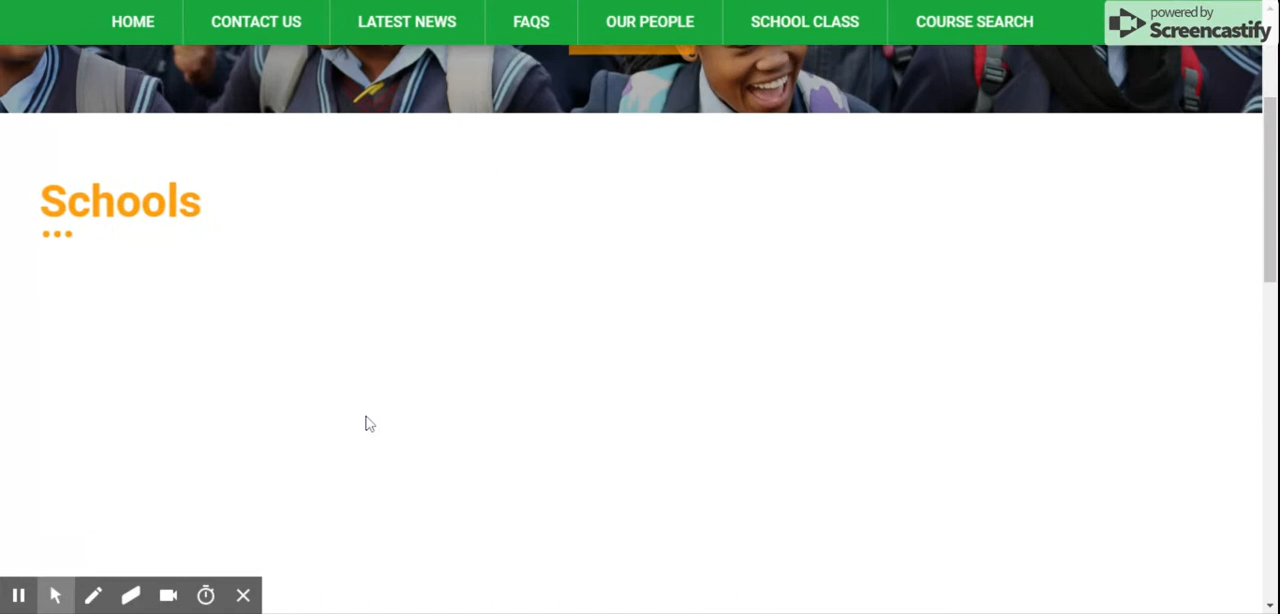 HOME CONTACT US LATEST NEWS FAQS OUR PEOPLE SCHOOL CLASS COURSE SEARCH
powered by
Screencastify
Schools